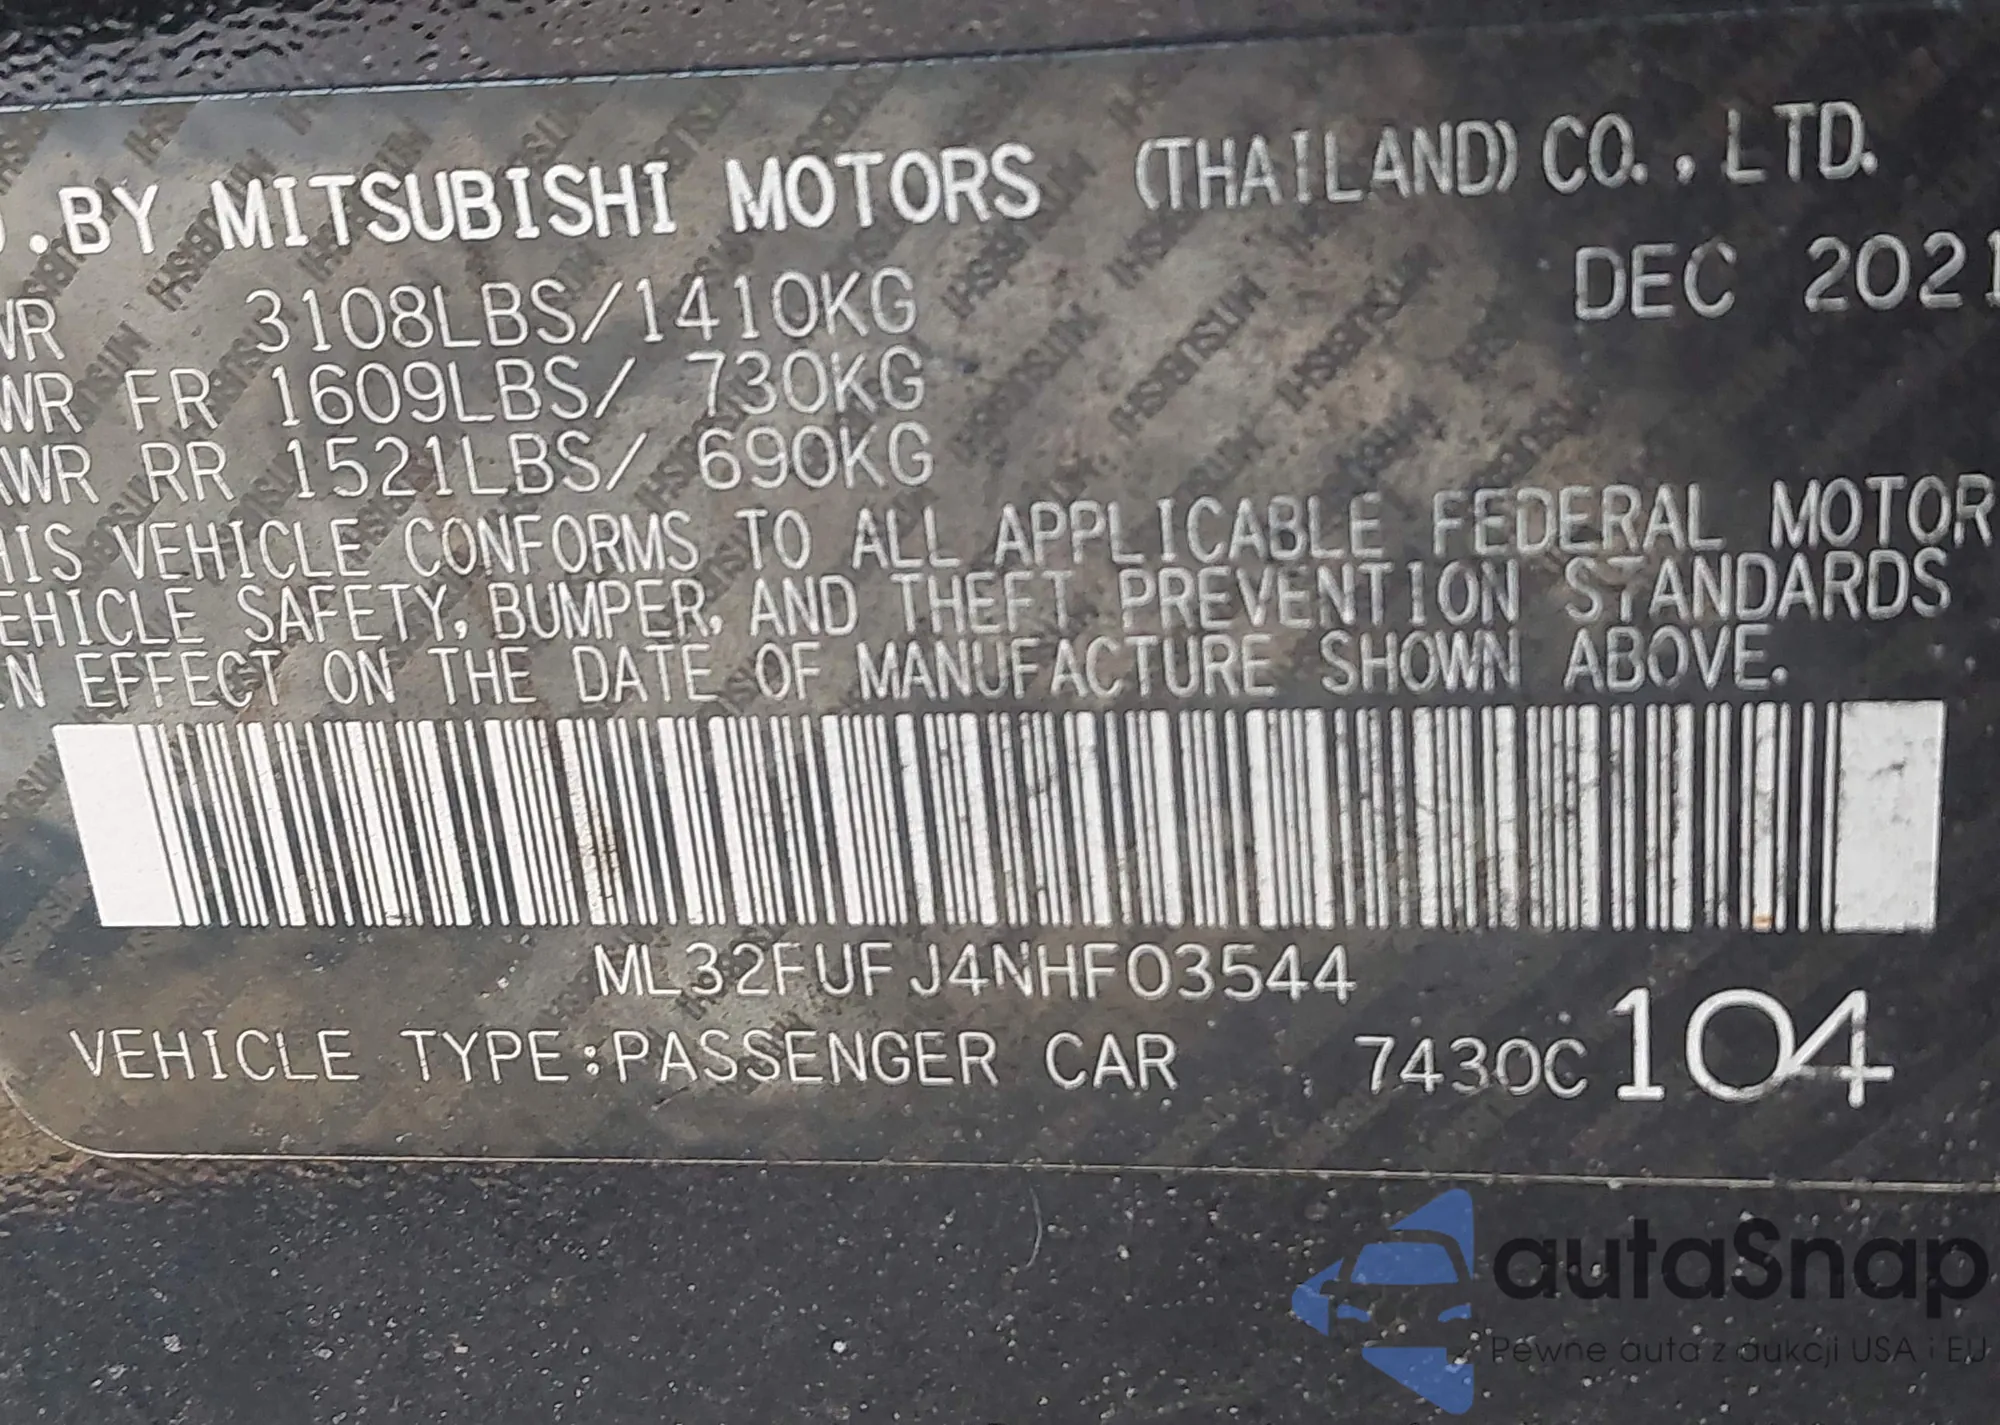 .BY MITSUBISHI MOTORS (THAILAND) CO., LTD.
DEC 2021
WR 3108LBS/1410KG
WR FR 1609LBS/ 730KG
WR RR 1521LBS/ 690KG
HIS VEHICLE CONFORMS TO ALL APPLICABLE FEDERAL MOTOR
EHICLE SAFETY, BUMPER, AND THEFT PREVENTION STANDARDS
N EFFECT ON THE DATE OF MANUFACTURE SHOWN ABOVE.
ML32FUFJ4NHF03544
VEHICLE TYPE:PASSENGER CAR 7430C 104
autaSnap
Pewne auta z aukcji USA i EU